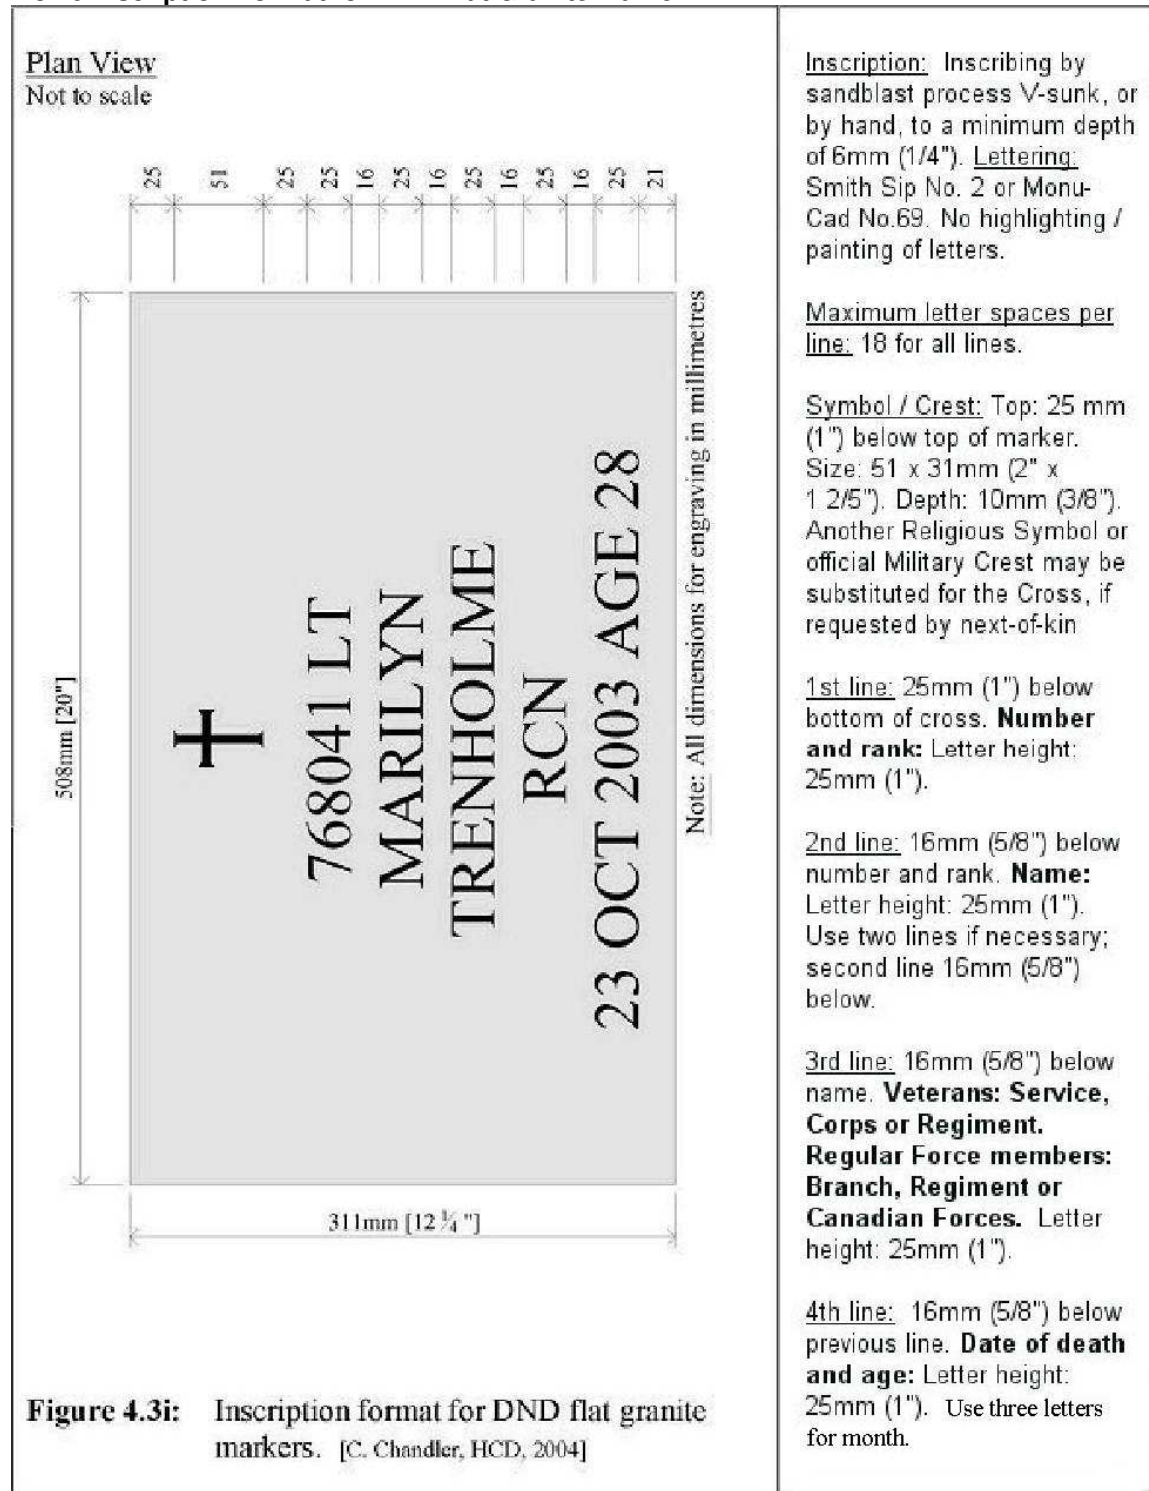 Plan View
Not to scale
25 51 25 25 16 25 16 25 16 25 16 25 21
508mm [20"]
768041 LT
MARILYN
TRENHOLME
RCN
23 OCT 2003 AGE 28
Note: All dimensions for engraving in millimetres
311mm [12 ¼ "]
Figure 4.3i: Inscription format for DND flat granite
markers. [C. Chandler, HCD, 2004]
Inscription: Inscribing by
sandblast process V-sunk, or
by hand, to a minimum depth
of 6mm (1/4"). Lettering:
Smith Sip No. 2 or Monu-
Cad No.69. No highlighting /
painting of letters.
Maximum letter spaces per
line: 18 for all lines.
Symbol / Crest: Top: 25 mm
(1") below top of marker.
Size: 51 x 31mm (2" x
1 2/5"). Depth: 10mm (3/8").
Another Religious Symbol or
official Military Crest may be
substituted for the Cross, if
requested by next-of-kin
1st line: 25mm (1") below
bottom of cross. Number
and rank: Letter height:
25mm (1").
2nd line: 16mm (5/8") below
number and rank. Name:
Letter height: 25mm (1").
Use two lines if necessary;
second line 16mm (5/8")
below.
3rd line: 16mm (5/8") below
name. Veterans: Service,
Corps or Regiment.
Regular Force members:
Branch, Regiment or
Canadian Forces. Letter
height: 25mm (1").
4th line: 16mm (5/8") below
previous line. Date of death
and age: Letter height:
25mm (1"). Use three letters
for month.